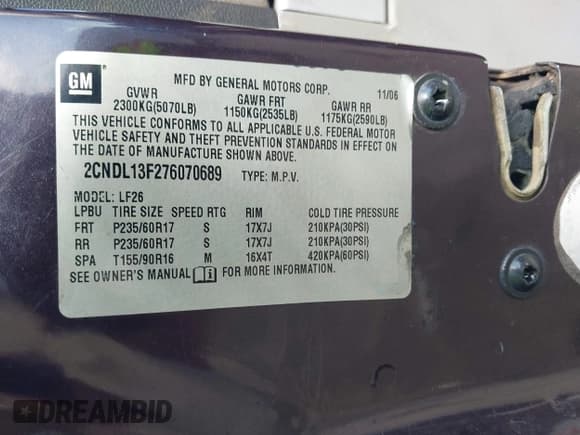 GM
MFD BY GENERAL MOTORS CORP. 11/06
GVWR GAWR FRT GAWR RR
2300KG(5070LB) 1150KG(2535LB) 1175KG(2590LB)
THIS VEHICLE CONFORMS TO ALL APPLICABLE U.S. FEDERAL MOTOR
VEHICLE SAFETY AND THEFT PREVENTION STANDARDS IN EFFECT ON
THE DATE OF MANUFACTURE SHOWN ABOVE.
2CNDL13F276070689 TYPE: M.P.V.
MODEL: LF26
LPBU TIRE SIZE SPEED RTG RIM COLD TIRE PRESSURE
FRT P235/60R17 S 17X7J 210KPA(30PSI)
RR P235/60R17 S 17X7J 210KPA(30PSI)
SPA T155/90R16 M 16X4T 420KPA(60PSI)
SEE OWNER'S MANUAL FOR MORE INFORMATION.
DREAMBID